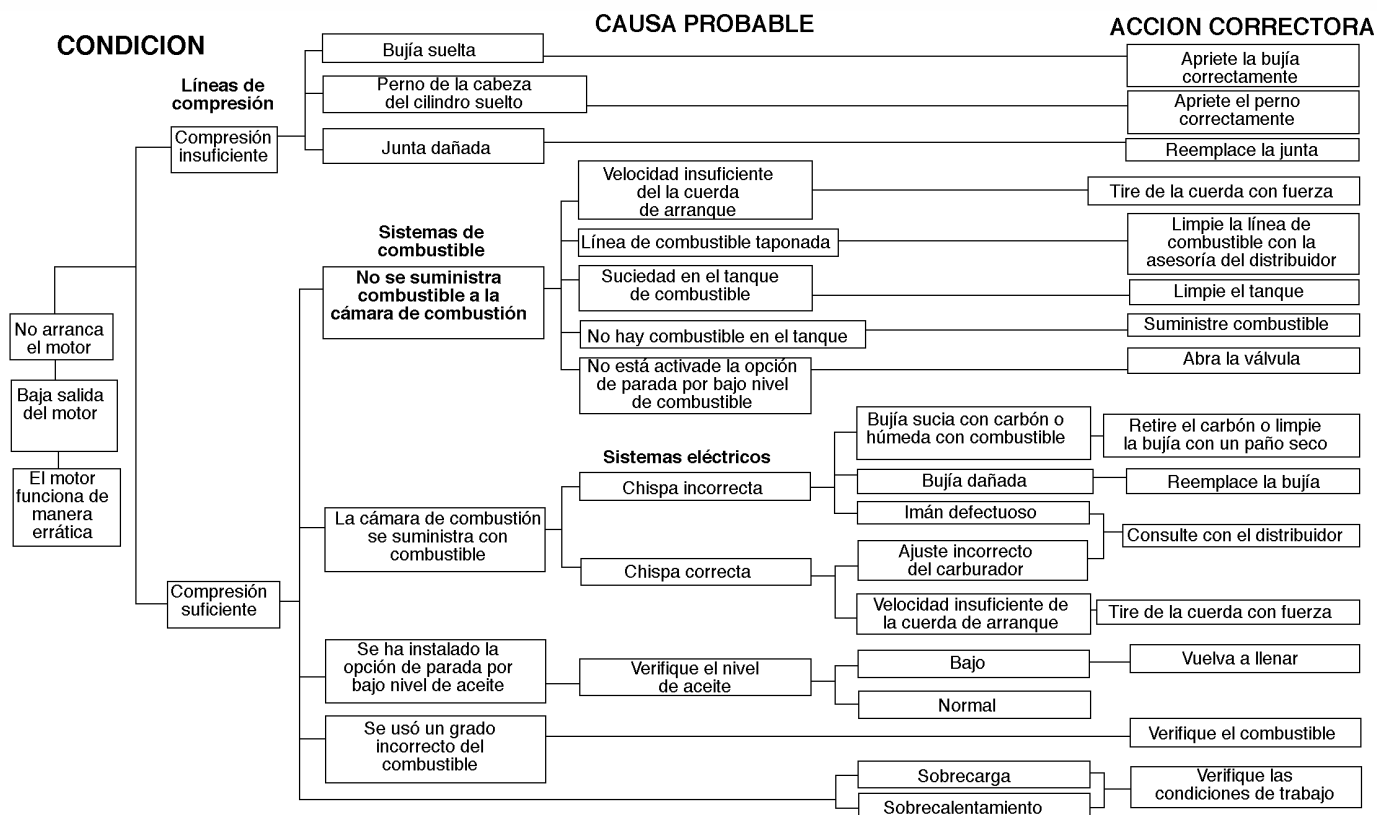 CONDICION
CAUSA PROBABLE
ACCION CORRECTORA
Líneas de
compresión
Bujía suelta
Apriete la bujía
correctamente
Perno de la cabeza
del cilindro suelto
Apriete el perno
correctamente
Compresión
insuficiente
Junta dañada
Reemplace la junta
Sistemas de
combustible
No se suministra
combustible a la
cámara de combustión
Velocidad insuficiente
del la cuerda
de arranque
Tire de la cuerda con fuerza
Línea de combustible taponada
Limpie la línea de
combustible con la
asesoría del distribuidor
Suciedad en el tanque
de combustible
Limpie el tanque
No hay combustible en el tanque
Suministre combustible
No está activade la opción
de parada por bajo nivel
de combustible
Abra la válvula
No arranca
el motor
Baja salida
del motor
El motor
funciona de
manera
errática
Sistemas eléctricos
La cámara de combustión
se suministra con
combustible
Chispa incorrecta
Bujía sucia con carbón o
húmeda con combustible
Retire el carbón o limpie
la bujía con un paño seco
Bujía dañada
Reemplace la bujía
Imán defectuoso
Consulte con el distribuidor
Chispa correcta
Ajuste incorrecto
del carburador
Velocidad insuficiente de
la cuerda de arranque
Tire de la cuerda con fuerza
Compresión
suficiente
Se ha instalado la
opción de parada por
bajo nivel de aceite
Verifique el nivel
de aceite
Bajo
Vuelva a llenar
Normal
Se usó un grado
incorrecto del
combustible
Verifique el combustible
Sobrecarga
Sobrecalentamiento
Verifique las
condiciones de trabajo